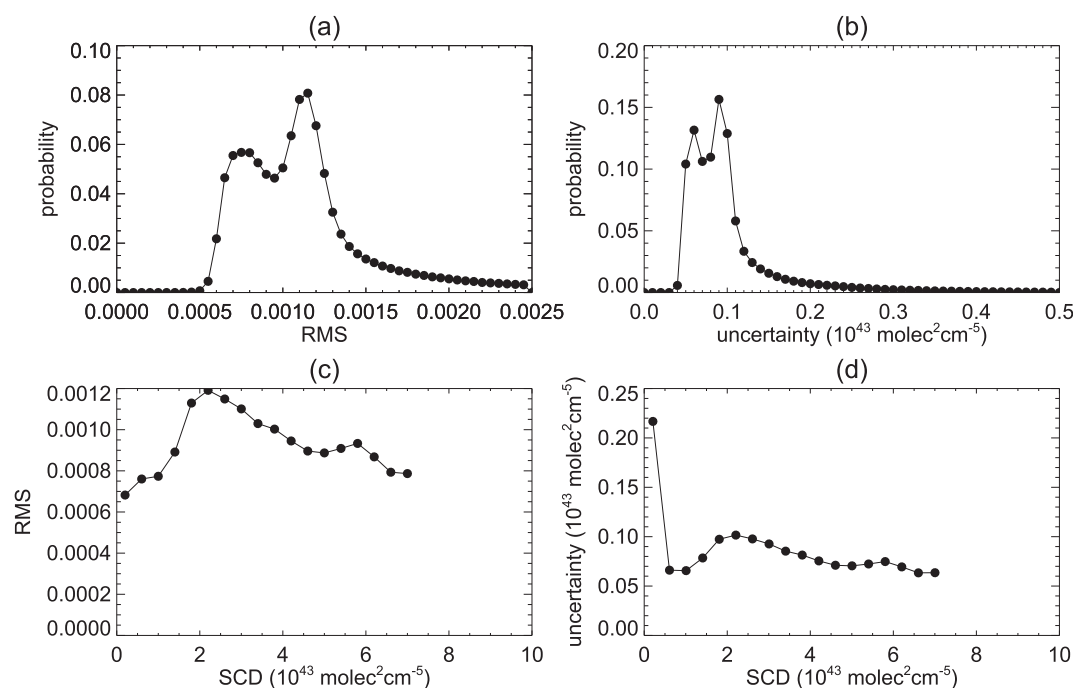 (a)
0.10
0.08
0.06
0.04
0.02
0.00
probability
0.0000 0.0005 0.0010 0.0015 0.0020 0.0025
RMS
(b)
0.20
0.15
0.10
0.05
0.00
probability
0.0 0.1 0.2 0.3 0.4 0.5
uncertainty (10⁴³ molec²cm⁻⁵)
(c)
0.0012
0.0010
0.0008
0.0006
0.0004
0.0002
0.0000
RMS
0 2 4 6 8 10
SCD (10⁴³ molec²cm⁻⁵)
(d)
0.25
0.20
0.15
0.10
0.05
0.00
uncertainty (10⁴³ molec²cm⁻⁵)
0 2 4 6 8 10
SCD (10⁴³ molec²cm⁻⁵)